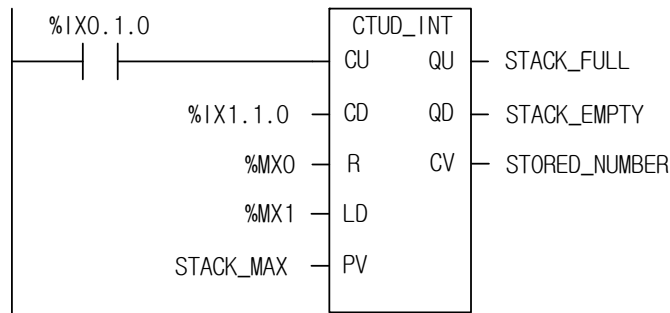 %IX0.1.0 CTUD_INT
CU QU STACK_FULL
%IX1.1.0 CD QD STACK_EMPTY
%MX0 R CV STORED_NUMBER
%MX1 LD
STACK_MAX PV